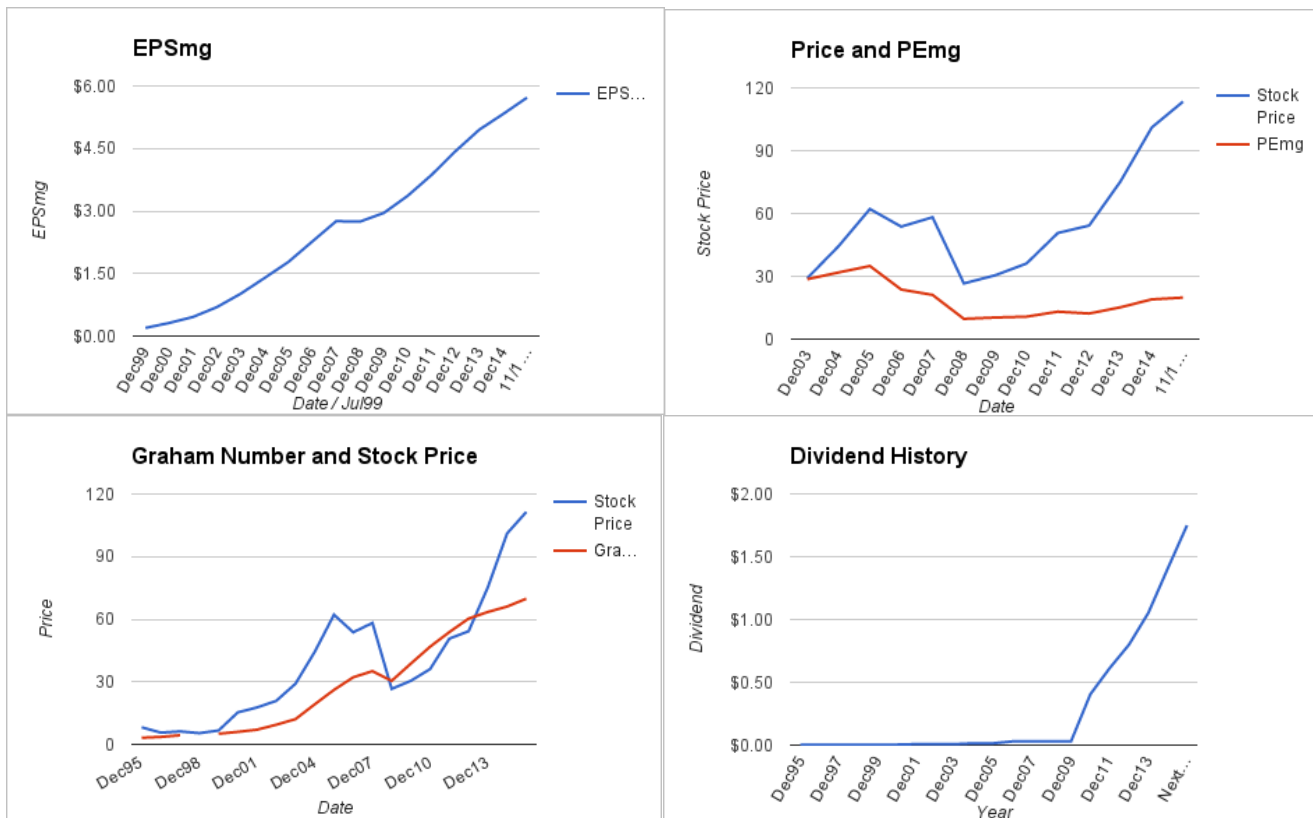 EPSmg
$6.00
$4.50
$3.00
$1.50
$0.00
EPSmg
EPS...
Dec99
Dec00
Dec01
Dec02
Dec03
Dec04
Dec05
Dec06
Dec07
Dec08
Dec09
Dec10
Dec11
Dec12
Dec13
Dec14
11/1 ...
Date / Jul99
Price and PEmg
120
90
60
30
0
Stock Price
Stock
Price
PEmg
Dec03
Dec04
Dec05
Dec06
Dec07
Dec08
Dec09
Dec10
Dec11
Dec12
Dec13
Dec14
11/1 ...
Date
Graham Number and Stock Price
120
90
60
30
0
Price
Stock
Price
Gra...
Dec95
Dec98
Dec01
Dec04
Dec07
Dec10
Dec13
Date
Dividend History
$2.00
$1.50
$1.00
$0.50
$0.00
Dividend
Dec95
Dec97
Dec99
Dec01
Dec03
Dec05
Dec07
Dec09
Dec11
Dec13
Next...
Year